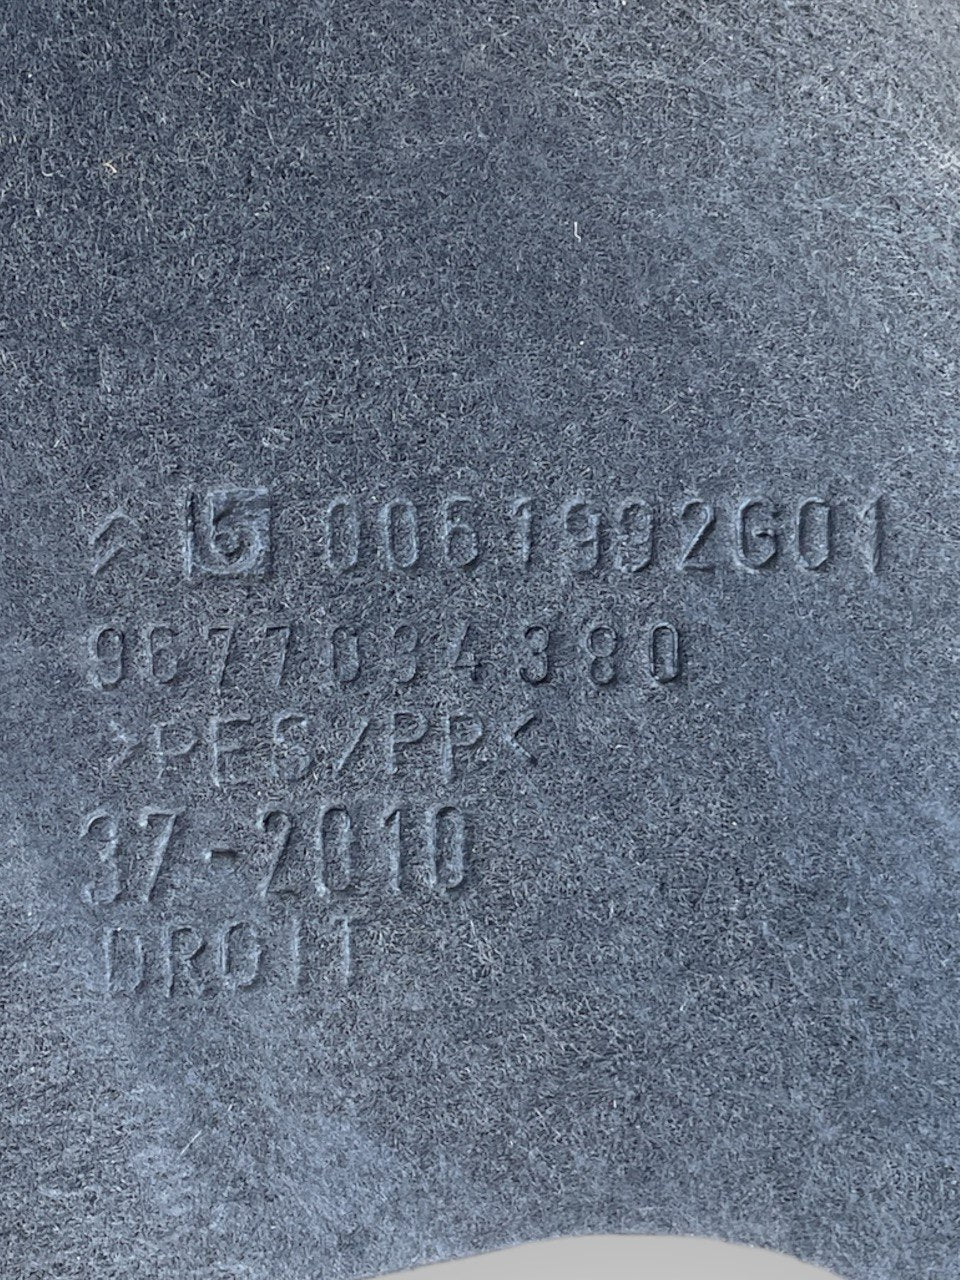 0061992G01
9677034380
>PES/PP<
37-2010
DROIT